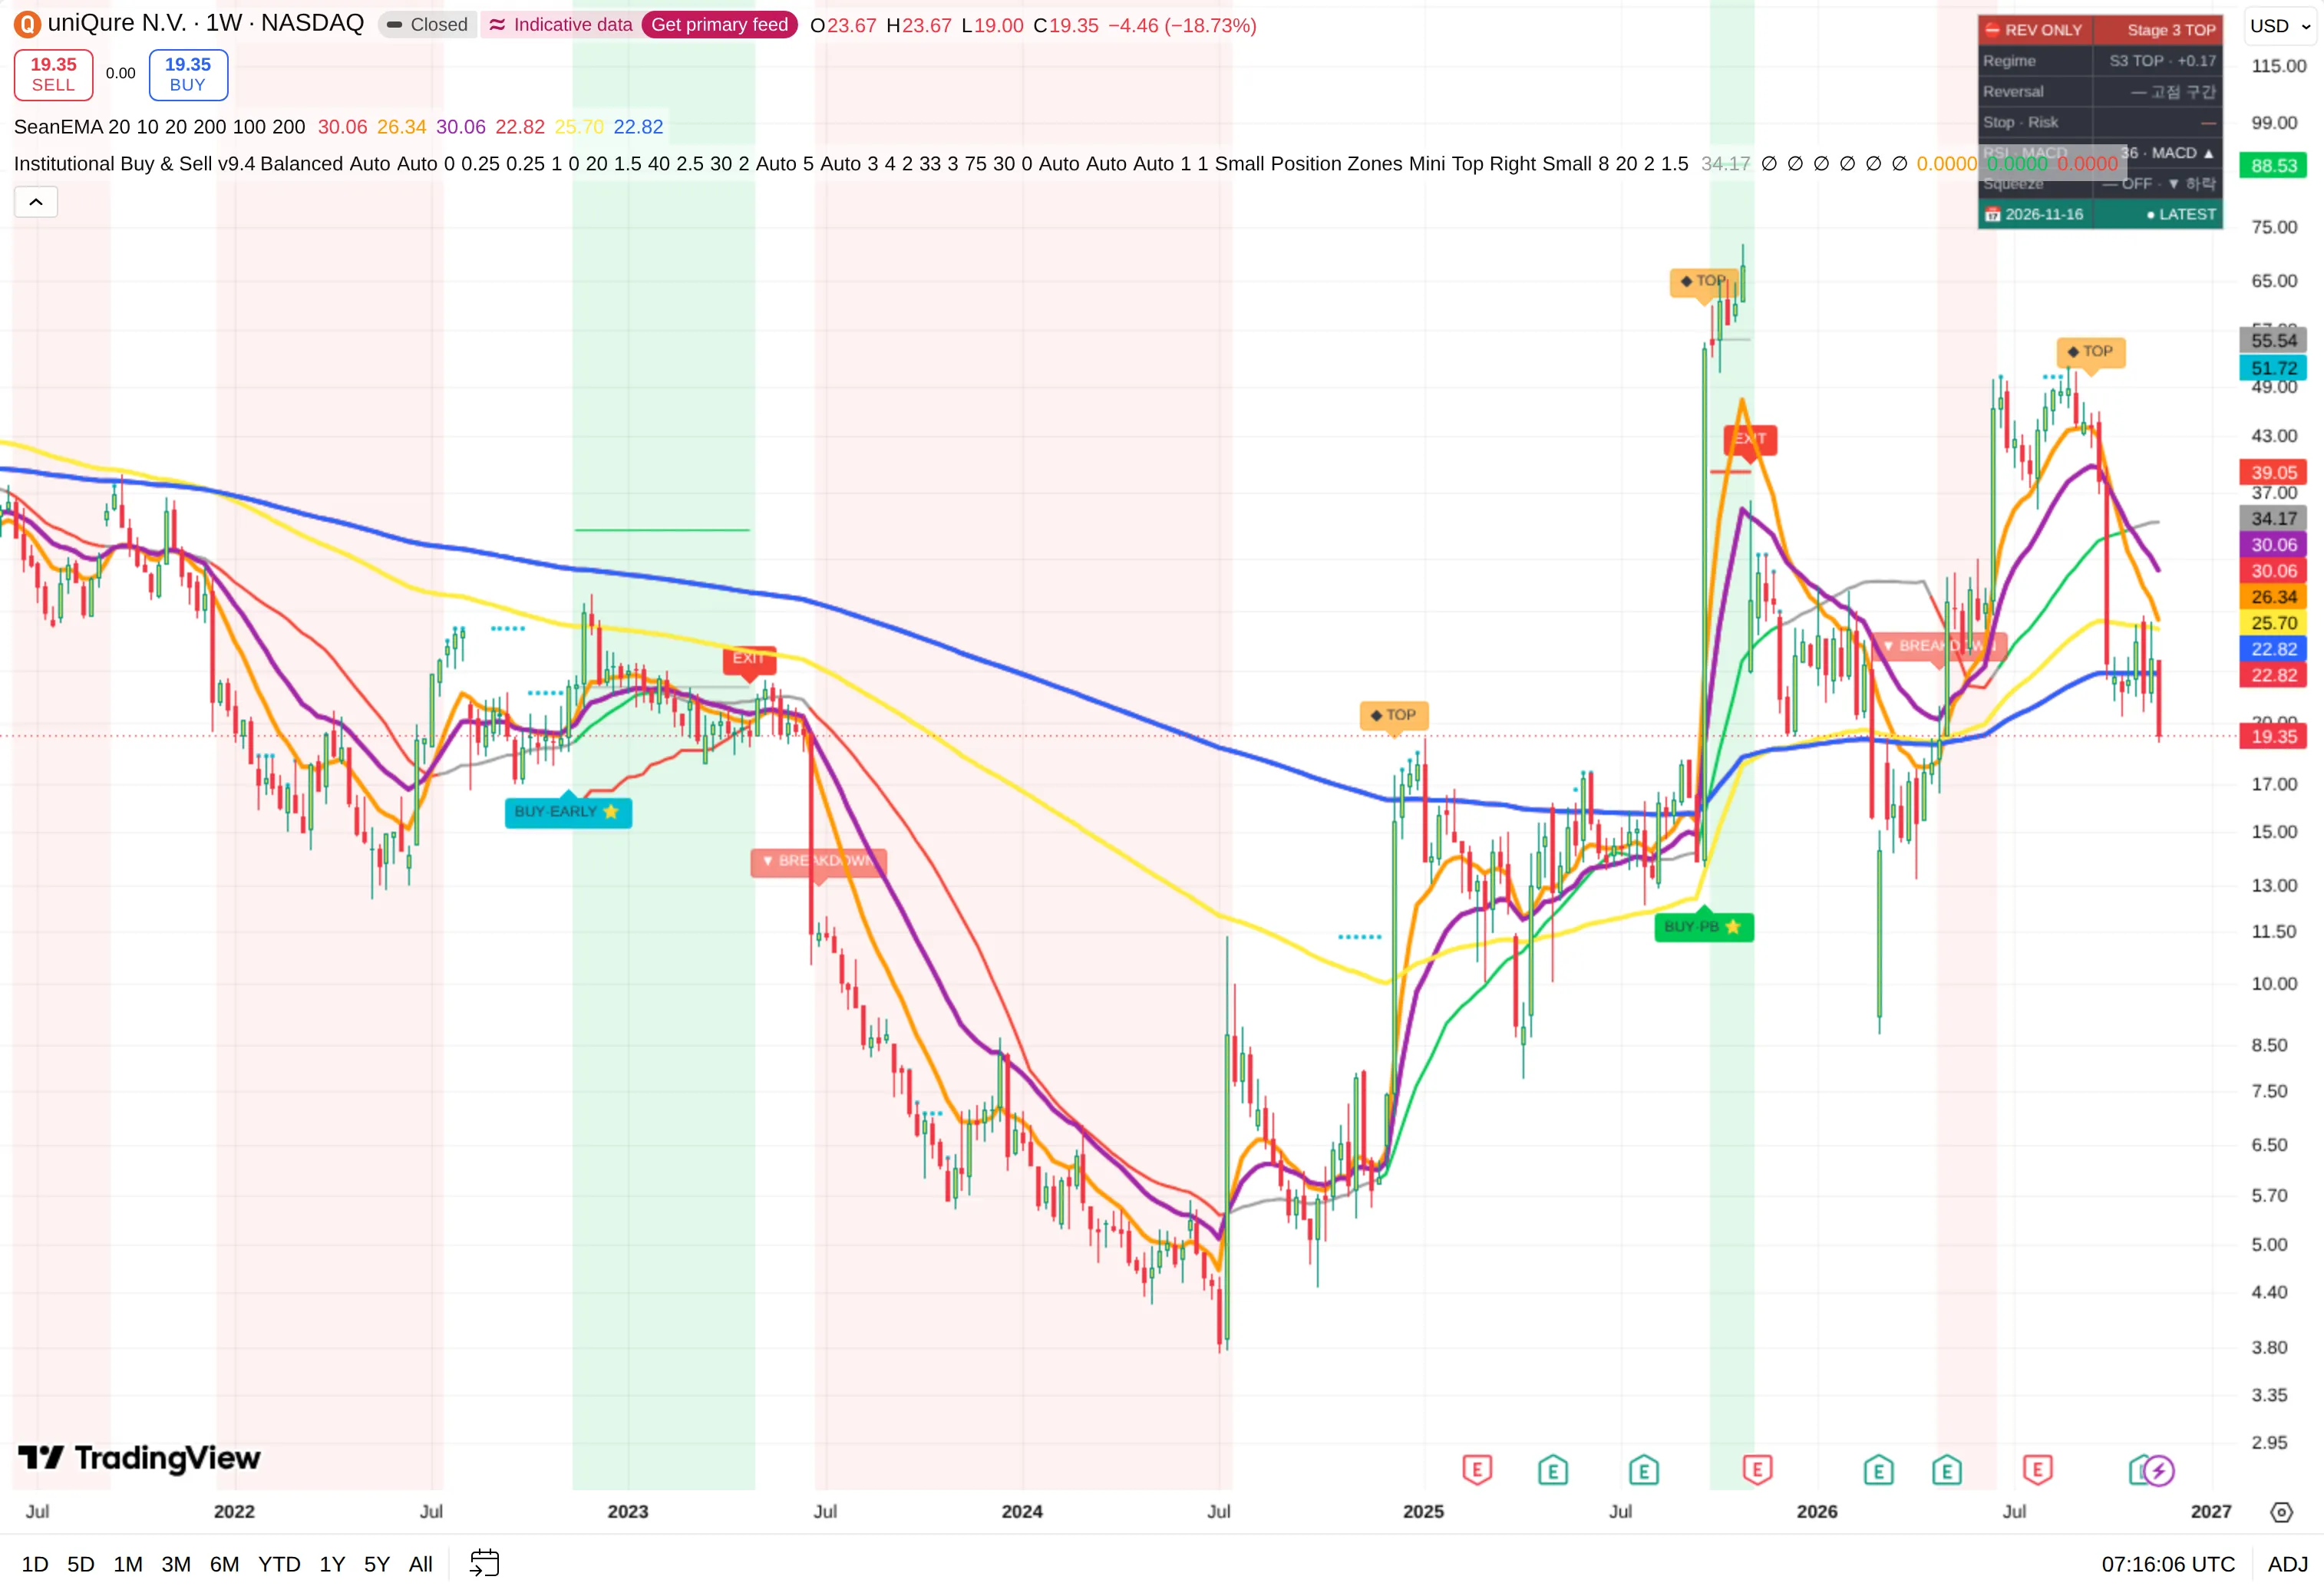 uniQure N.V. · 1W · NASDAQ Closed Indicative data Get primary feed O23.67 H23.67 L19.00 C19.35 −4.46 (−18.73%)
19.35
SELL
0.00
19.35
BUY
SeanEMA 20 10 20 200 100 200 30.06 26.34 30.06 22.82 25.70 22.82
Institutional Buy & Sell v9.4 Balanced Auto Auto 0 0.25 0.25 1 0 20 1.5 40 2.5 30 2 Auto 5 Auto 3 4 2 33 3 75 30 0 Auto Auto Auto 1 1 Small Position Zones Mini Top Right Small 8 20 2 1.5 34.17 ∅ ∅ ∅ ∅ ∅ ∅ 0.0000 0.0000 0.0000
⛔ REV ONLY Stage 3 TOP
Regime S3 TOP · +0.17
Reversal — 고점 구간
Stop · Risk —
RSI · MACD 36 · MACD ▲
Squeeze — OFF · ▼ 하락
📅 2026-11-16 ● LATEST
USD
115.00
99.00
88.53
75.00
65.00
55.54
51.72
49.00
43.00
39.05
37.00
34.17
30.06
30.06
26.34
25.70
22.82
22.82
20.00
19.35
17.00
15.00
13.00
11.50
10.00
8.50
7.50
6.50
5.70
5.00
4.40
3.80
3.35
2.95
◆ TOP
EXIT
◆ TOP
▼ BREAKDOWN
EXIT
◆ TOP
BUY-EARLY ⭐
▼ BREAKDOWN
BUY-PB ⭐
E E E E E E E
TradingView
Jul 2022 Jul 2023 Jul 2024 Jul 2025 Jul 2026 Jul 2027
1D 5D 1M 3M 6M YTD 1Y 5Y All
07:16:06 UTC ADJ